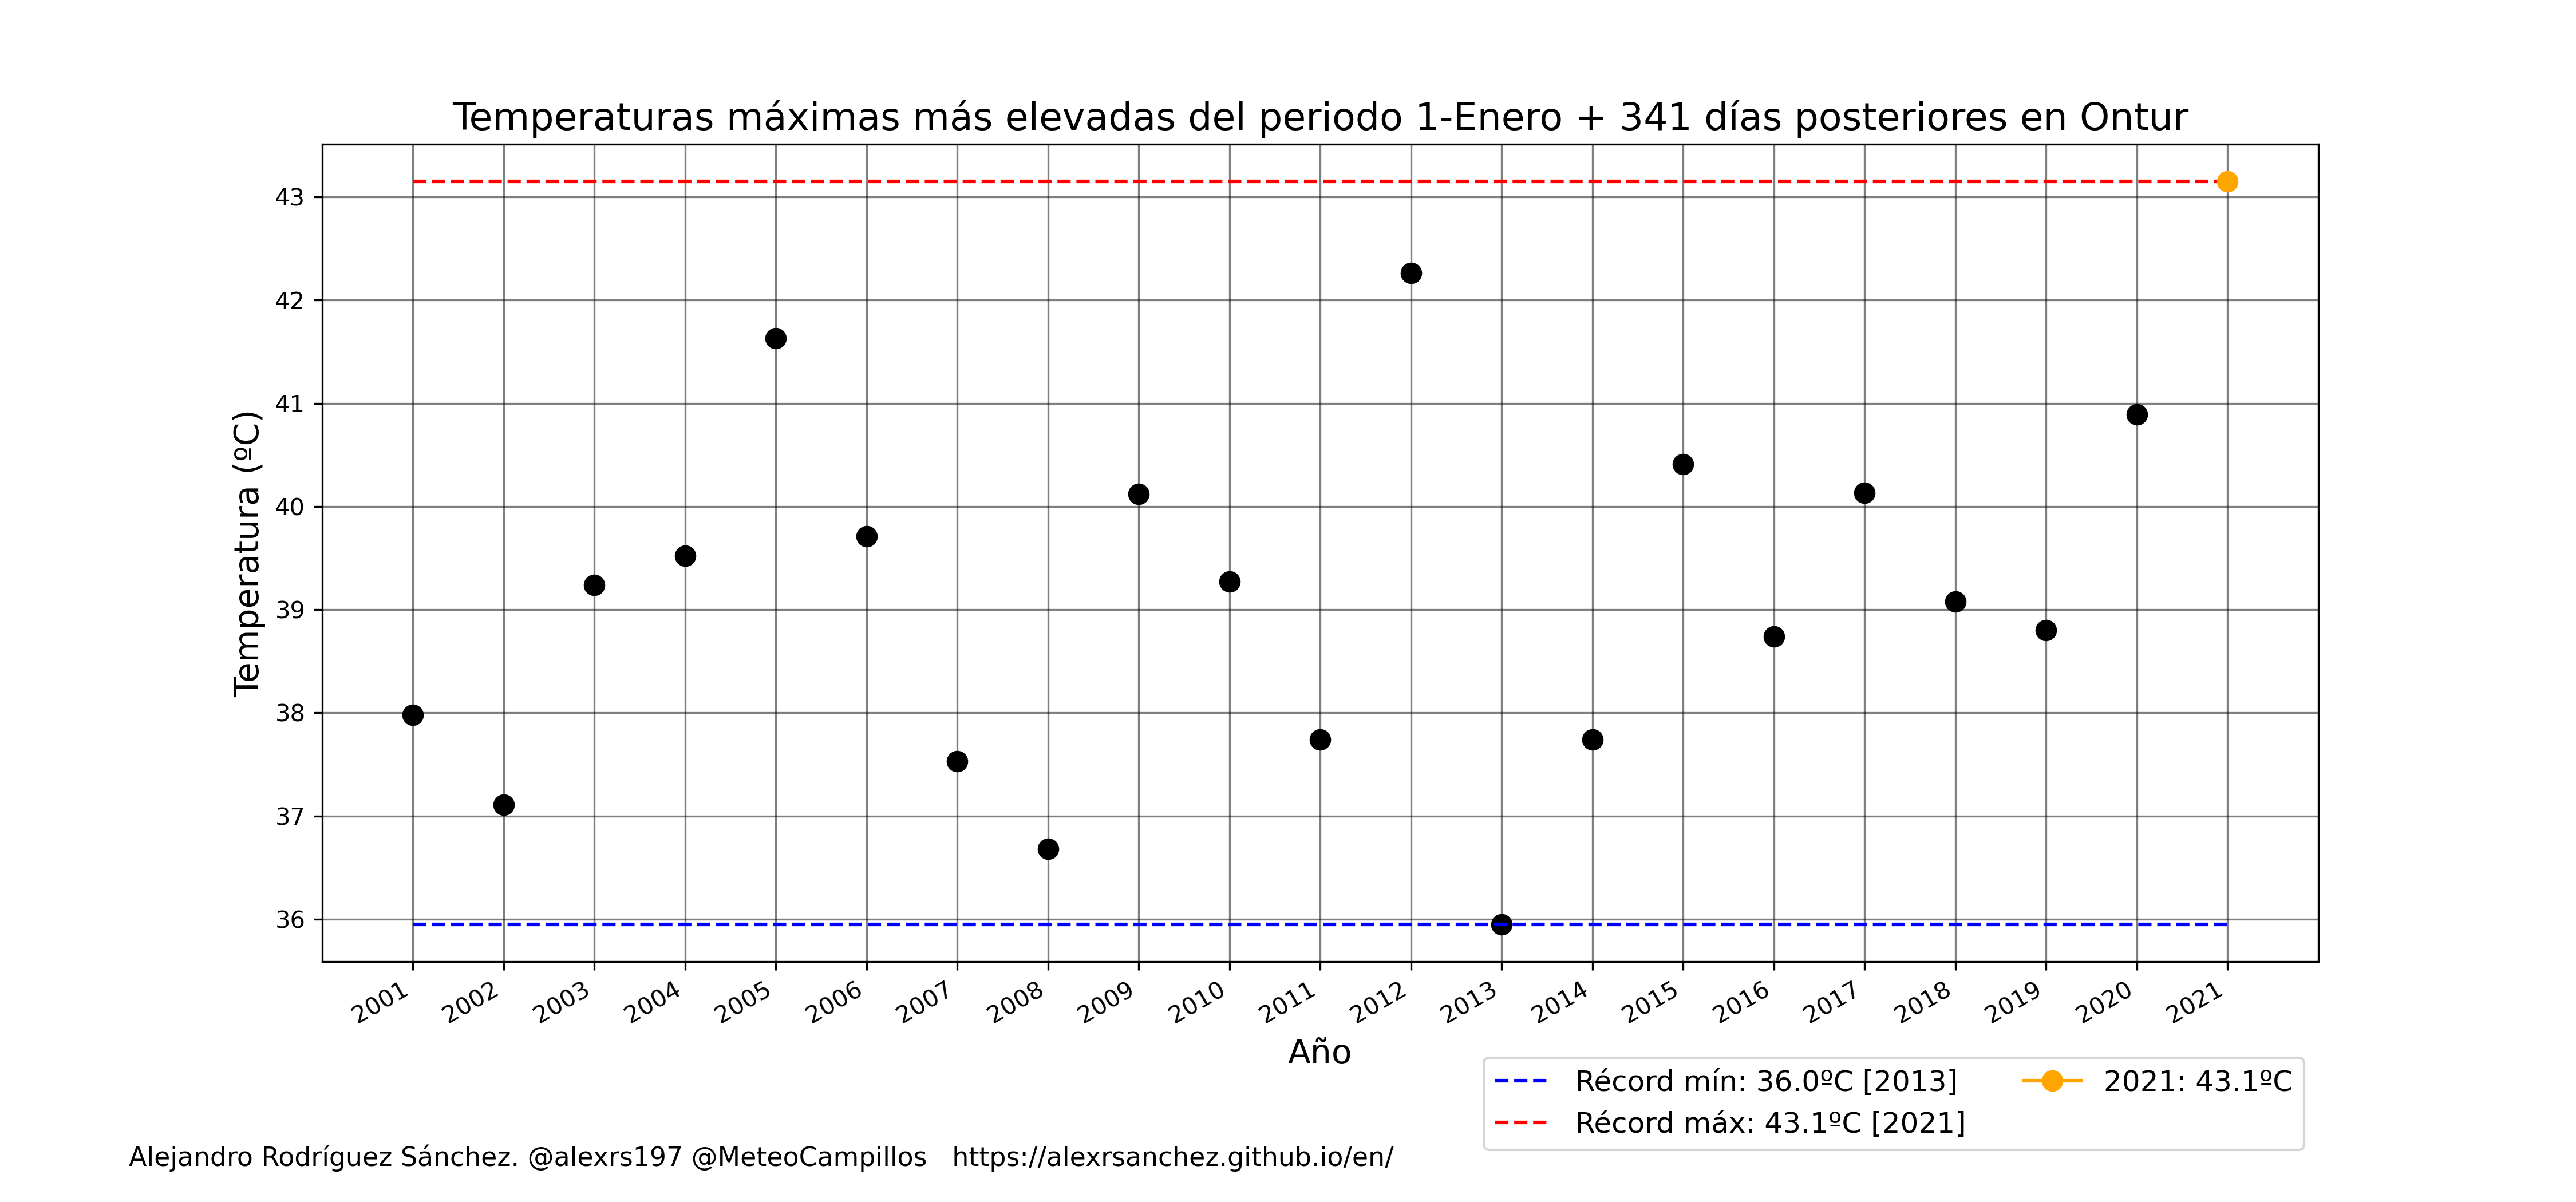 Temperaturas máximas más elevadas del periodo 1-Enero + 341 días posteriores en Ontur
Temperatura (ºC)
43
42
41
40
39
38
37
36
2001 2002 2003 2004 2005 2006 2007 2008 2009 2010 2011 2012 2013 2014 2015 2016 2017 2018 2019 2020 2021
Año
Récord mín: 36.0ºC [2013]
Récord máx: 43.1ºC [2021]
2021: 43.1ºC
Alejandro Rodríguez Sánchez. @alexrs197 @MeteoCampillos https://alexrsanchez.github.io/en/